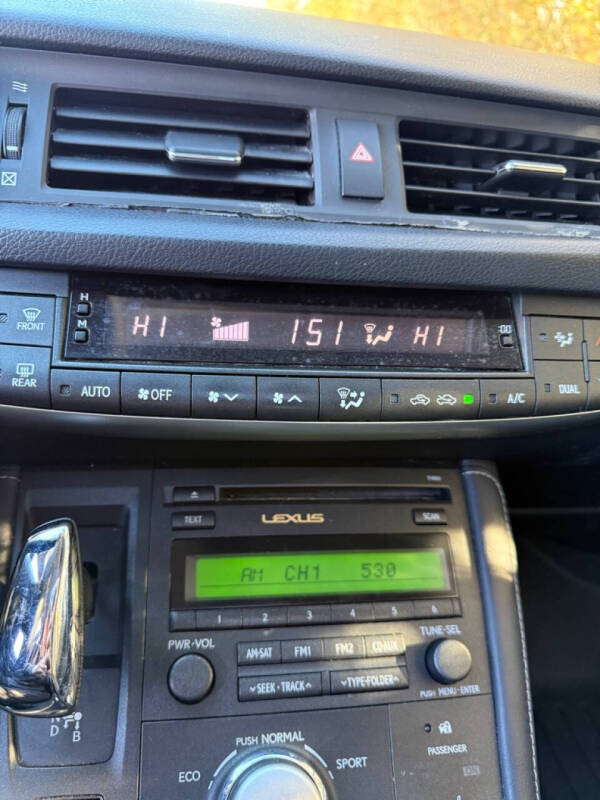 H
M
HI 151 HI :00
FRONT
REAR
AUTO OFF A/C DUAL
TEXT LEXUS SCAN
AM CH1 530
1 2 3 4 5 6
PWR•VOL TUNE•SEL
AM•SAT FM1 FM2 CD•AUX
SEEK•TRACK TYPE•FOLDER
PUSH MENU•ENTER
N
D B
PUSH NORMAL
ECO SPORT
PASSENGER
ON